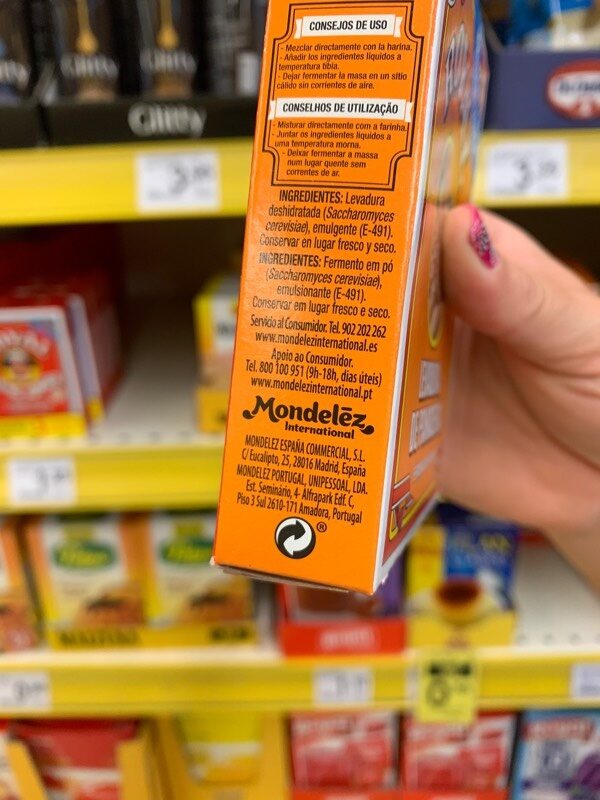 CONSEJOS DE USO
- Mezclar directamente con la harina.
- Añadir los ingredientes líquidos a
temperatura tibia.
- Dejar fermentar la masa en un sitio
cálido sin corrientes de aire.
CONSELHOS DE UTILIZAÇÃO
- Misturar directamente com a farinha.
- Juntar os ingredientes líquidos a
uma temperatura morna.
- Deixar fermentar a massa
num lugar quente sem
correntes de ar.
INGREDIENTES: Levadura
deshidratada (Saccharomyces
cerevisiae), emulgente (E-491).
Conservar en lugar fresco y seco.
INGREDIENTES: Fermento em pó
(Saccharomyces cerevisiae),
emulsionante (E-491).
Conservar em lugar fresco e seco.
Servicio al Consumidor. Tel. 902 202 262
www.mondelezinternational.es
Apoio ao Consumidor.
Tel. 800 100 951 (9h-18h, dias úteis)
www.mondelezinternational.pt
Mondelēz
International
MONDELEZ ESPAÑA COMMERCIAL, S.L.
C/ Eucalipto, 25, 28016 Madrid, España
MONDELEZ PORTUGAL, UNIPESSOAL, LDA.
Est. Seminário, 4- Alfrapark Edf. C,
Piso 3 Sul 2610-171 Amadora, Portugal
®
Glitty